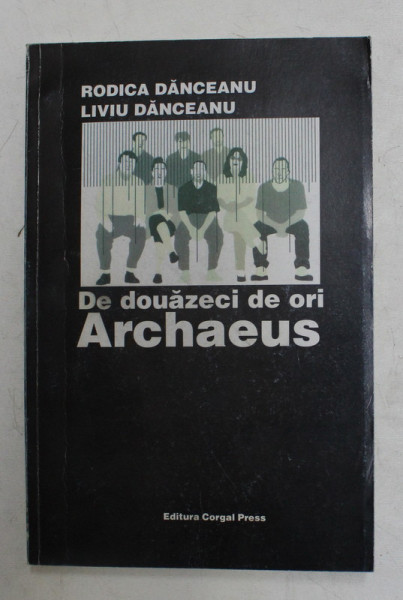 RODICA DĂNCEANU
LIVIU DĂNCEANU
De douăzeci de ori
Archaeus
Editura Corgal Press